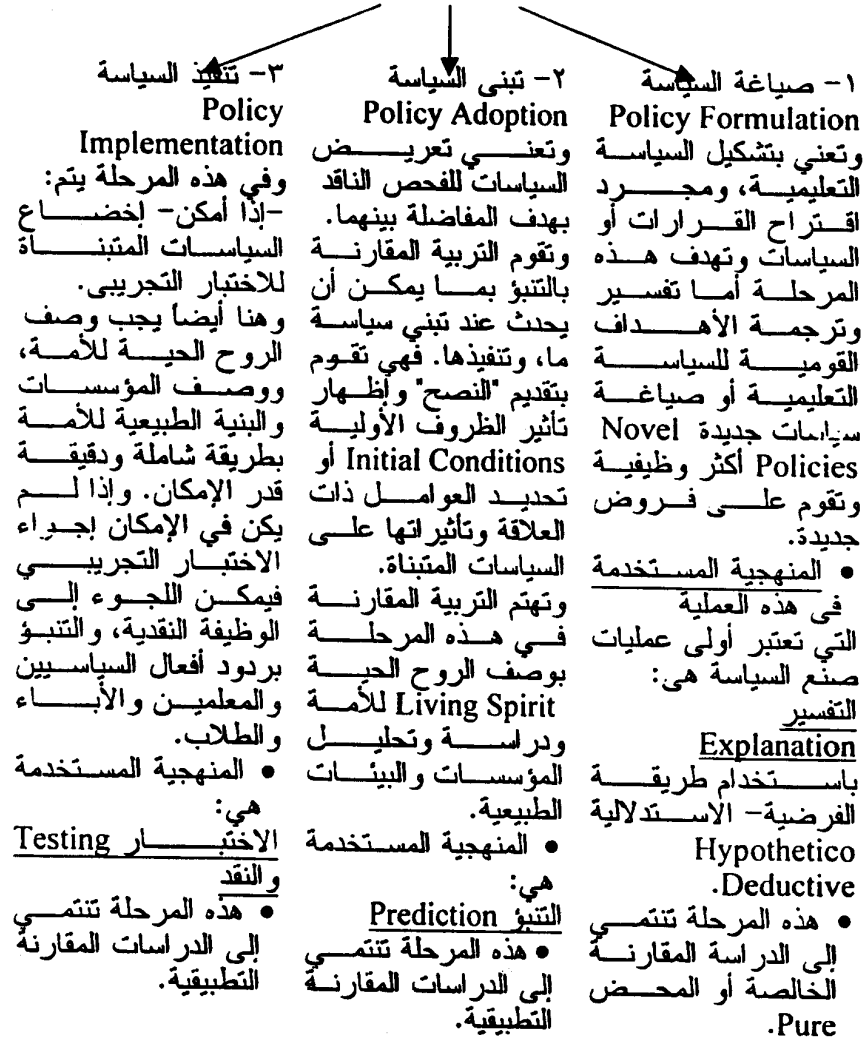 ١- صياغة السياسة
Policy Formulation
وتعني بتشكيل السياسة
التعليمية، ومجرد
اقتراح القرارات أو
السياسات وتهدف هذه
المرحلة أما تفسير
وترجمة الأهداف
القومية للسياسة
التعليمية أو صياغة
سياسات جديدة Novel
Policies أكثر وظيفية
وتقوم على فروض
جديدة.
• المنهجية المستخدمة
في هذه العملية
التي تعتبر أولى عمليات
صنع السياسة هى:
التفسير
Explanation
باستخدام طريقة
الفرضية- الاستدلالية
Hypothetico
Deductive.
• هذه المرحلة تنتمي
إلى الدراسة المقارنة
الخالصة أو المحض
Pure.
٢- تبنى السياسة
Policy Adoption
وتعني تعريض
السياسات للفحص الناقد
بهدف المفاضلة بينهما.
وتقوم التربية المقارنة
بالتنبؤ بما يمكن أن
يحدث عند تبني سياسة
ما، وتنفيذها. فهي تقوم
بتقديم "النصح" وإظهار
تأثير الظروف الأولية
Initial Conditions أو
تحديد العوامل ذات
العلاقة وتأثيراتها على
السياسات المتبناة.
وتهتم التربية المقارنة
في هذه المرحلة
بوصف الروح الحية
Living Spirit للأمة
ودراسة وتحليل
المؤسسات والبيئات
الطبيعية.
• المنهجية المستخدمة
هي:
التنبؤ Prediction
• هذه المرحلة تنتمي
إلى الدراسات المقارنة
التطبيقية.
٣- تنفيذ السياسة
Policy
Implementation
وفي هذه المرحلة يتم:
-إذا أمكن- إخضاع
السياسات المتبناة
للاختبار التجريبى.
وهنا أيضاً يجب وصف
الروح الحية للأمة،
ووصف المؤسسات
والبنية الطبيعية للأمة
بطريقة شاملة ودقيقة
قدر الإمكان. وإذا لم
يكن في الإمكان إجراء
الاختبار التجريبي
فيمكن اللجوء إلى
الوظيفة النقدية، والتنبؤ
بردود أفعال السياسيين
والمعلمين والأباء
والطلاب.
• المنهجية المستخدمة
هي:
الاختبار Testing
والنقد
• هذه المرحلة تنتمي
إلى الدراسات المقارنة
التطبيقية.